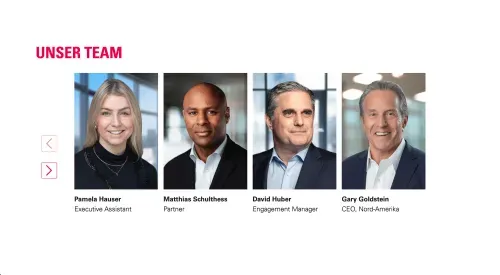 UNSER TEAM
Pamela Hauser
Executive Assistant
Matthias Schulthess
Partner
David Huber
Engagement Manager
Gary Goldstein
CEO, Nord-Amerika